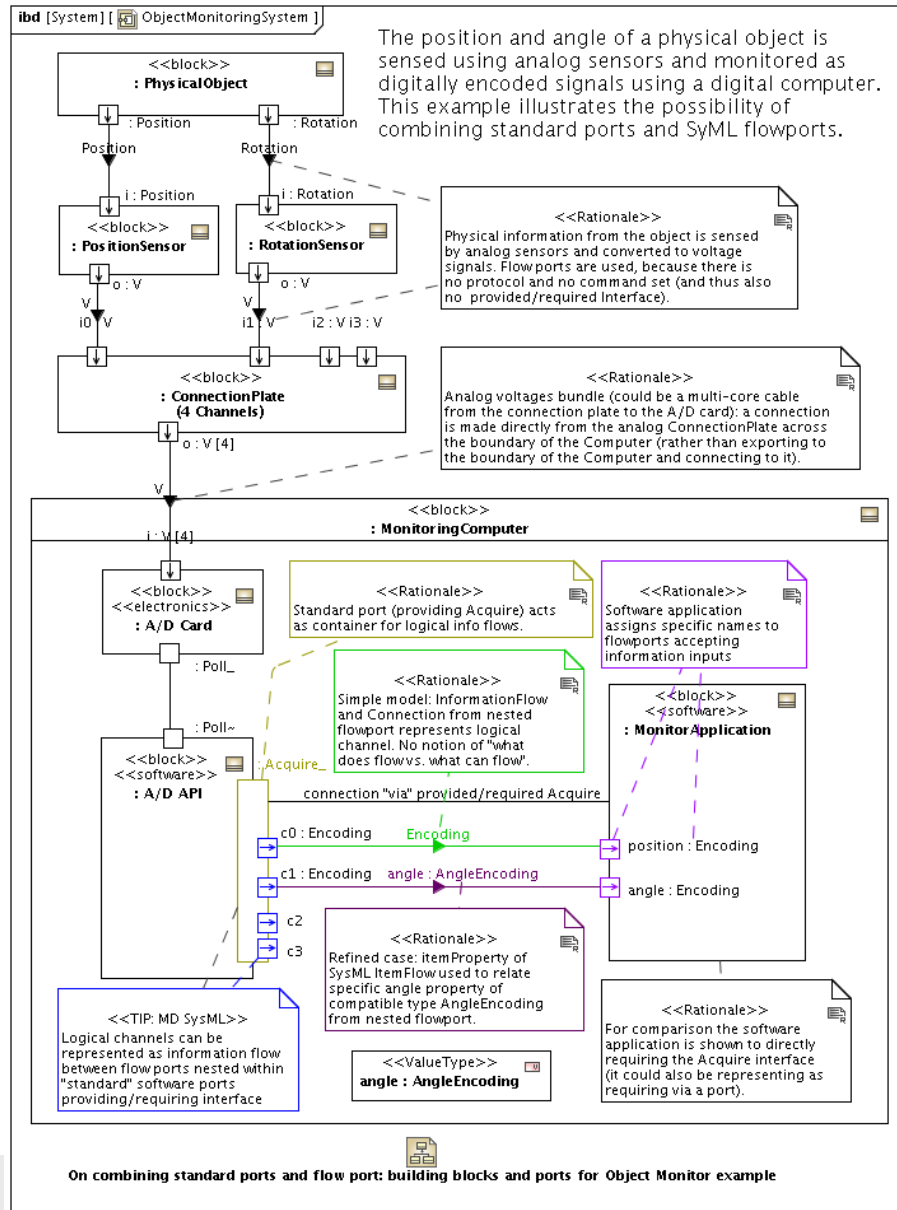 ibd [System] [ ObjectMonitoringSystem ]
The position and angle of a physical object is
sensed using analog sensors and monitored as
digitally encoded signals using a digital computer.
This example illustrates the possibility of
combining standard ports and SyML flowports.
<<block>>
: PhysicalObject
: Position
: Rotation
Position
Rotation
i : Position
i : Rotation
<<block>>
: PositionSensor
<<block>>
: RotationSensor
<<Rationale>>
Physical information from the object is sensed
by analog sensors and converted to voltage
signals. Flow ports are used, because there is
no protocol and no command set (and thus also
no provided/required Interface).
o : V
o : V
V
V
i0 : V
i1 : V
i2 : V
i3 : V
<<block>>
: ConnectionPlate
(4 Channels)
<<Rationale>>
Analog voltages bundle (could be a multi-core cable
from the connection plate to the A/D card): a connection
is made directly from the analog ConnectionPlate across
the boundary of the Computer (rather than exporting to
the boundary of the Computer and connecting to it).
o : V [4]
V
<<block>>
: MonitoringComputer
i : V [4]
<<block>>
<<electronics>>
: A/D Card
<<Rationale>>
Standard port (providing Acquire) acts
as container for logical info flows.
<<Rationale>>
Software application
assigns specific names to
flowports accepting
information inputs
: Poll_
<<Rationale>>
Simple model: InformationFlow
and Connection from nested
flowport represents logical
channel. No notion of "what
does flow vs. what can flow".
<<block>>
<<software>>
: MonitorApplication
: Poll~
<<block>>
<<software>>
: A/D API
: Acquire_
connection "via" provided/required Acquire
c0 : Encoding
Encoding
position : Encoding
c1 : Encoding
angle : AngleEncoding
angle : Encoding
c2
c3
<<Rationale>>
Refined case: itemProperty of
SysML ItemFlow used to relate
specific angle property of
compatible type AngleEncoding
from nested flowport.
<<TIP: MD SysML>>
Logical channels can be
represented as information flow
between flow ports nested within
"standard" software ports
providing/requiring interface
<<Rationale>>
For comparison the software
application is shown to directly
requiring the Acquire interface
(it could also be representing as
requiring via a port).
<<ValueType>>
angle : AngleEncoding
On combining standard ports and flow port: building blocks and ports for Object Monitor example